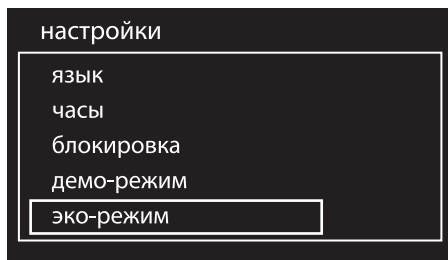 настройки
язык
часы
блокировка
демо-режим
эко-режим